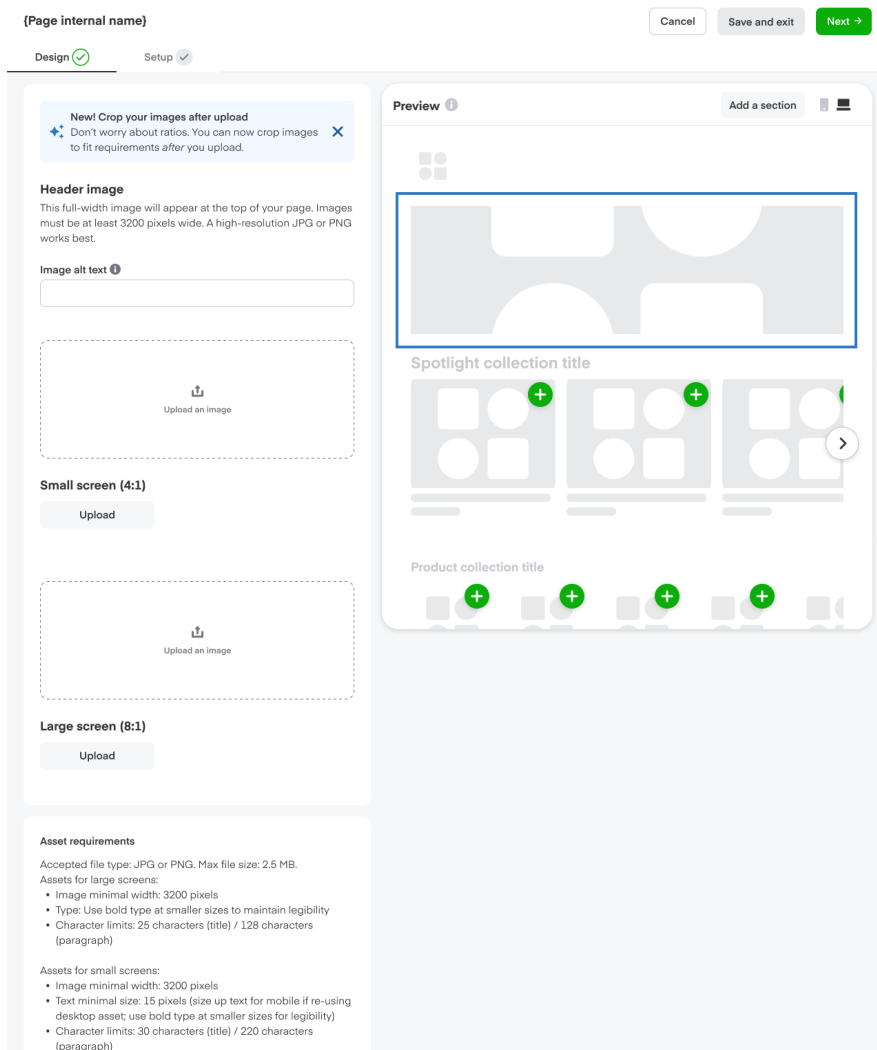 {Page internal name}
Cancel
Save and exit
Next →
Design
Setup
New! Crop your images after upload
Don't worry about ratios. You can now crop images
to fit requirements after you upload.
Header image
This full-width image will appear at the top of your page. Images
must be at least 3200 pixels wide. A high-resolution JPG or PNG
works best.
Image alt text
Upload an image
Small screen (4:1)
Upload
Upload an image
Large screen (8:1)
Upload
Asset requirements
Accepted file type: JPG or PNG. Max file size: 2.5 MB.
Assets for large screens:
• Image minimal width: 3200 pixels
• Type: Use bold type at smaller sizes to maintain legibility
• Character limits: 25 characters (title) / 128 characters
(paragraph)
Assets for small screens:
• Image minimal width: 3200 pixels
• Text minimal size: 15 pixels (size up text for mobile if re-using
desktop asset; use bold type at smaller sizes for legibility)
• Character limits: 30 characters (title) / 220 characters
(paragraph)
Preview
Add a section
Spotlight collection title
Product collection title